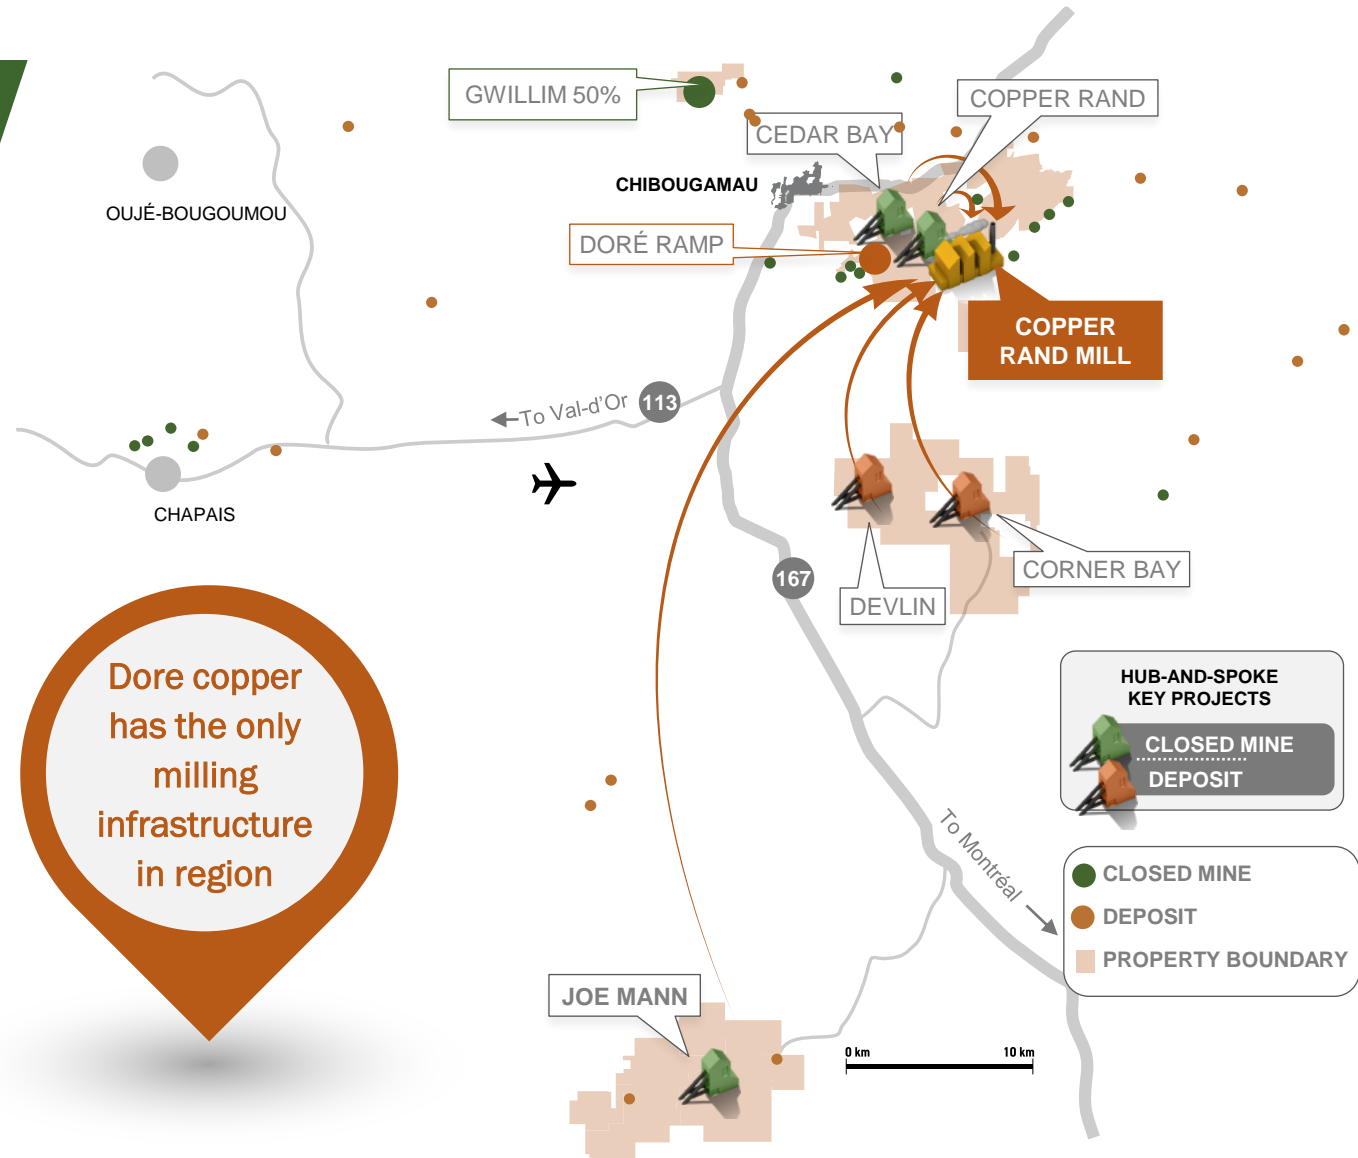 GWILLIM 50%
COPPER RAND
CEDAR BAY
CHIBOUGAMAU
OUJÉ-BOUGOUMOU
DORÉ RAMP
COPPER
RAND MILL
To Val-d'Or
113
CHAPAIS
167
CORNER BAY
DEVLIN
Dore copper
has the only
milling
infrastructure
in region
HUB-AND-SPOKE
KEY PROJECTS
CLOSED MINE
DEPOSIT
To Montréal
CLOSED MINE
DEPOSIT
PROPERTY BOUNDARY
JOE MANN
0 km
10 km